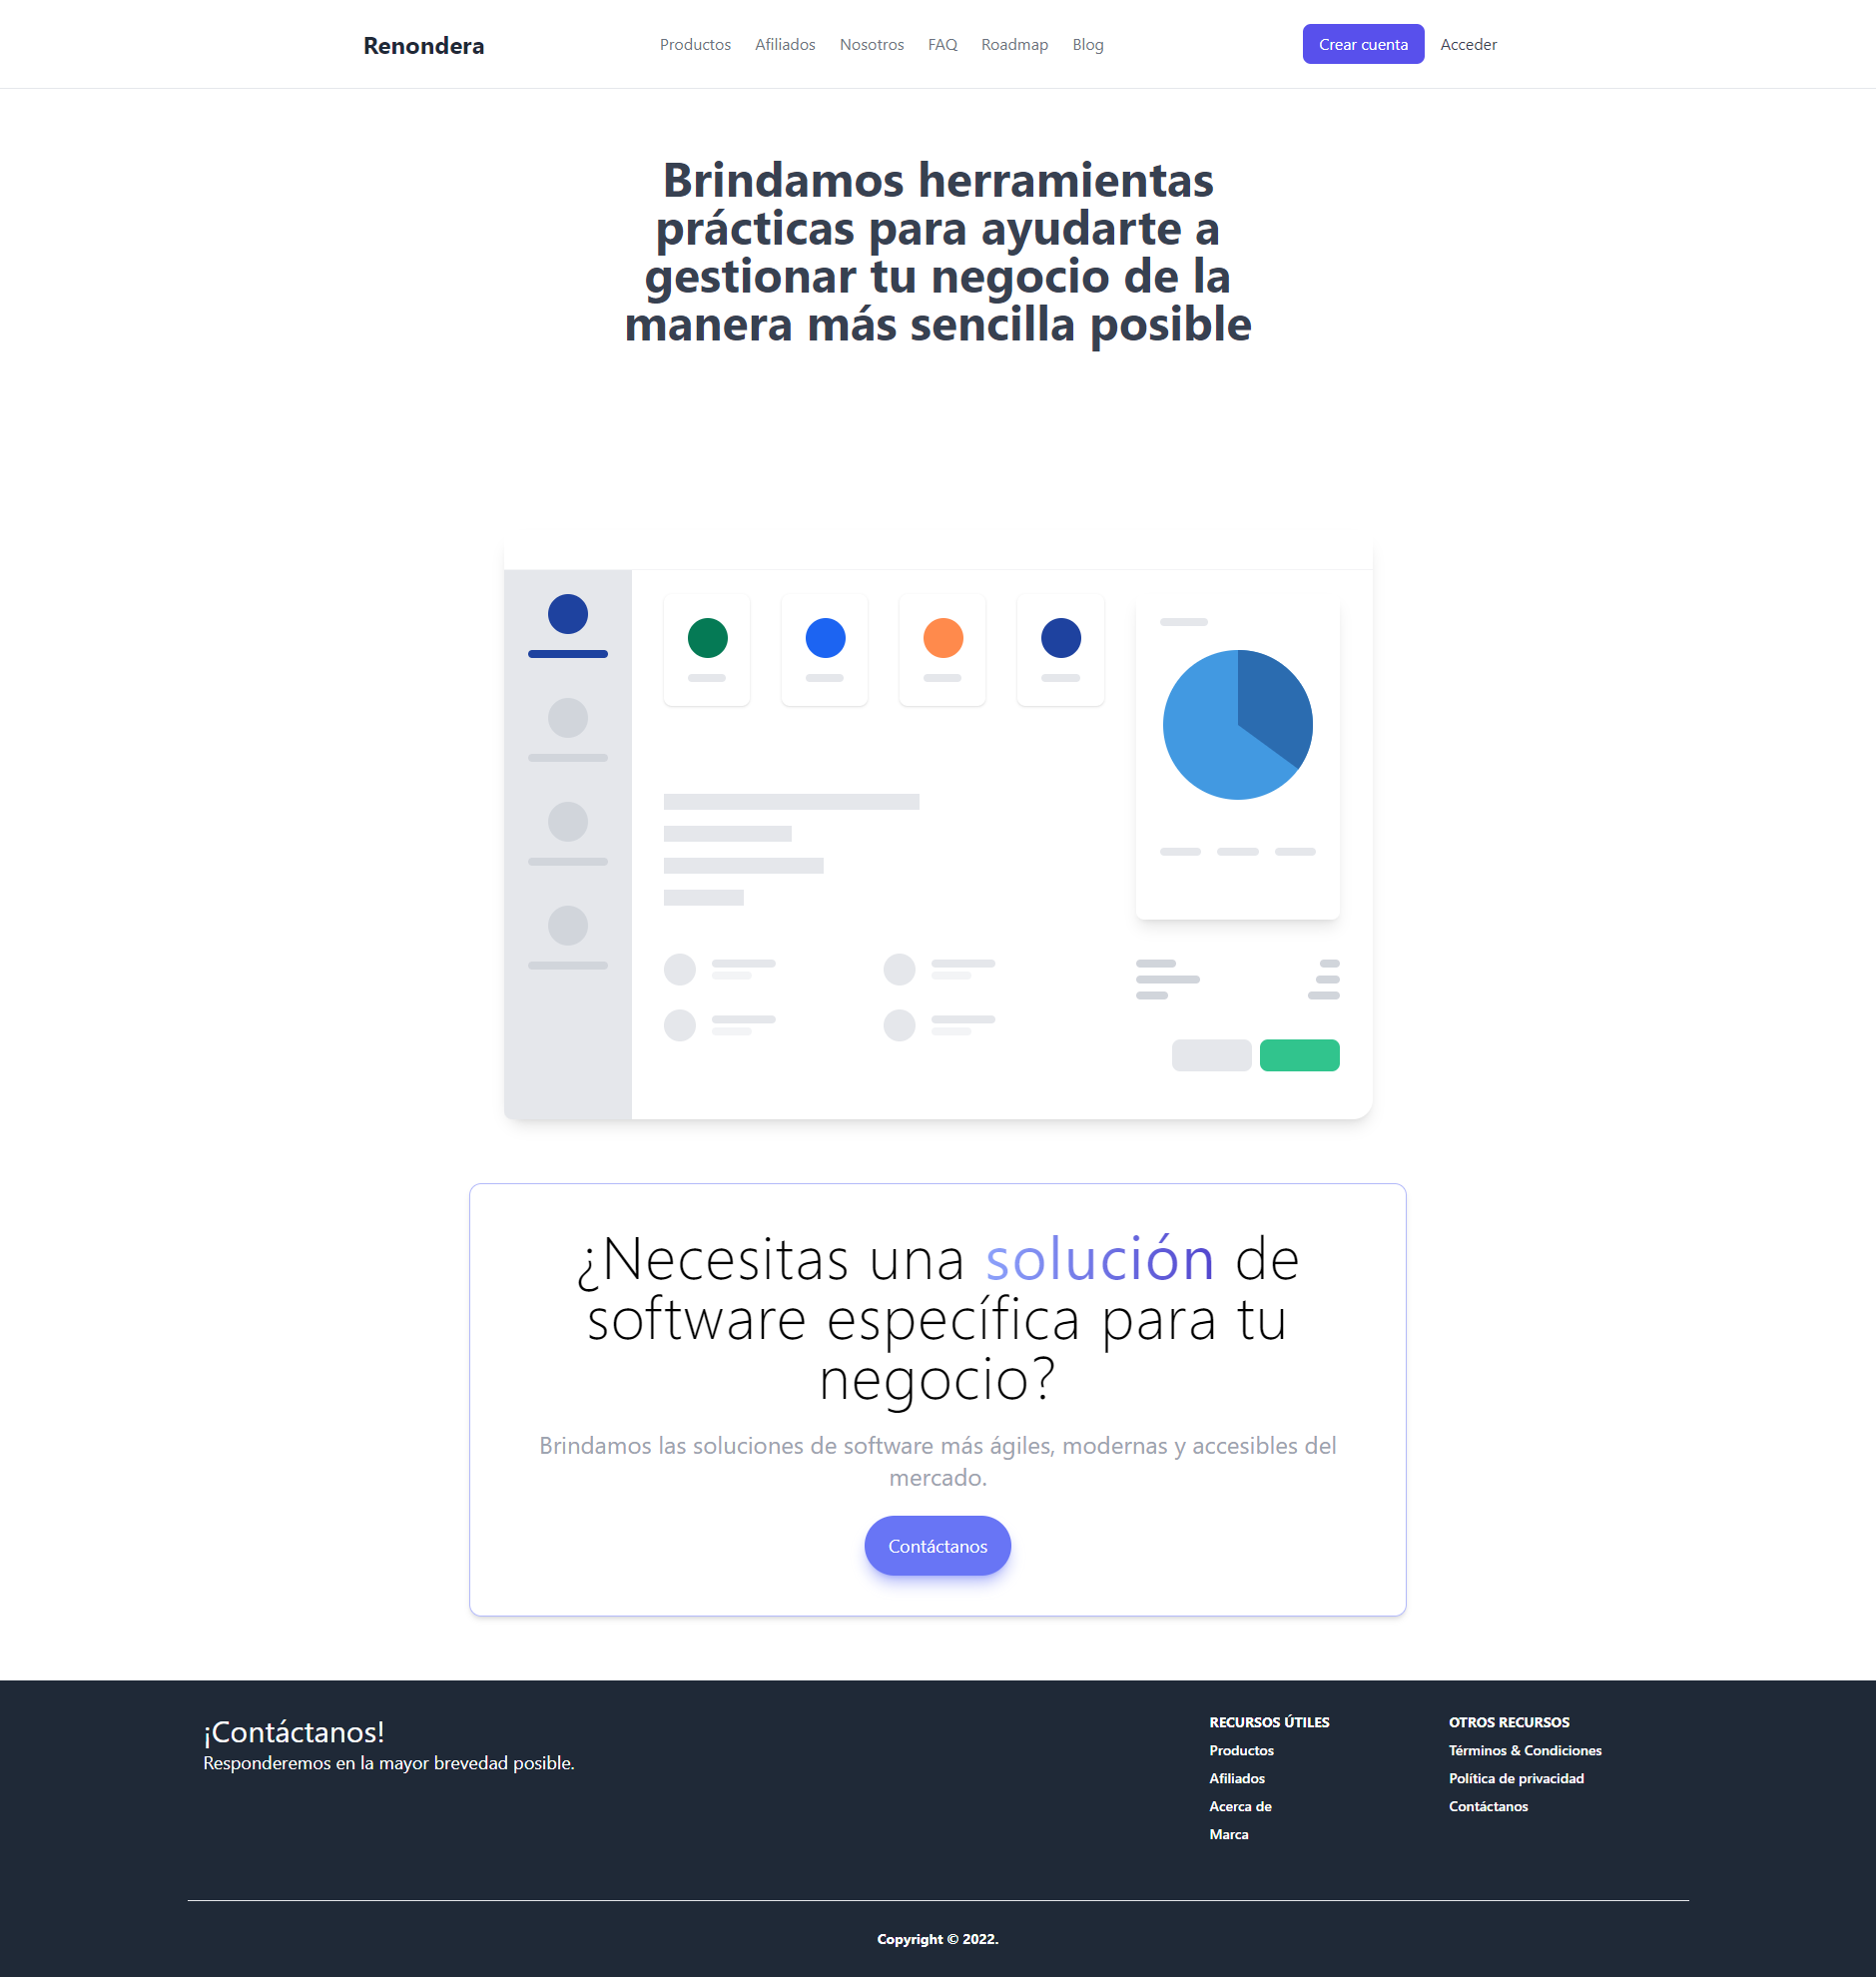 Renondera
Productos Afiliados Nosotros FAQ Roadmap Blog
Crear cuenta Acceder
Brindamos herramientas
prácticas para ayudarte a
gestionar tu negocio de la
manera más sencilla posible
¿Necesitas una solución de
software específica para tu
negocio?
Brindamos las soluciones de software más ágiles, modernas y accesibles del
mercado.
Contáctanos
¡Contáctanos!
Responderemos en la mayor brevedad posible.
RECURSOS ÚTILES
Productos
Afiliados
Acerca de
Marca
OTROS RECURSOS
Términos & Condiciones
Política de privacidad
Contáctanos
Copyright © 2022.